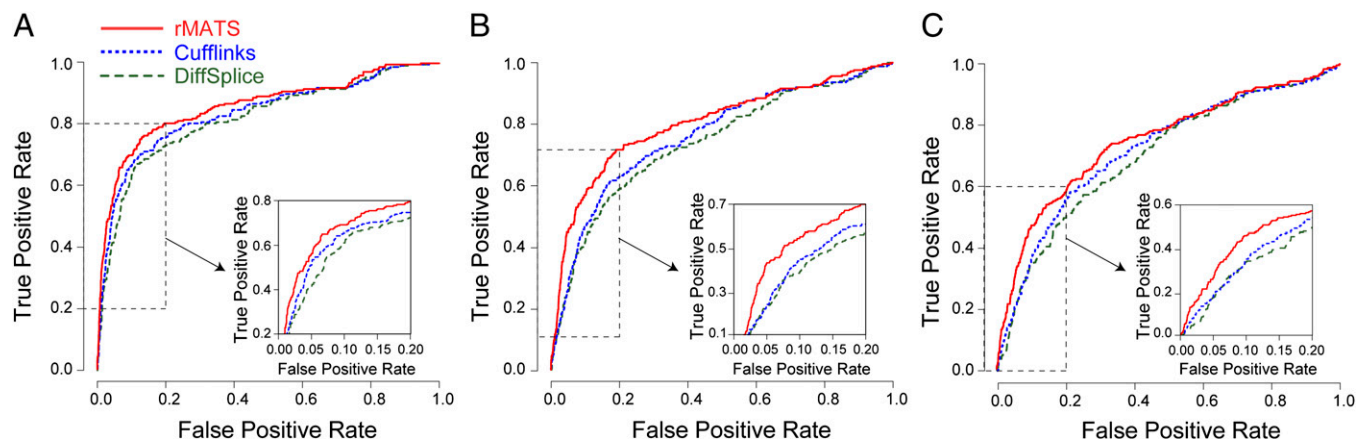 A
rMATS
Cufflinks
DiffSplice
True Positive Rate
1.0
0.8
0.6
0.4
0.2
0.0
0.0 0.2 0.4 0.6 0.8 1.0
False Positive Rate
True Positive Rate
0.8
0.6
0.4
0.2
0.00 0.05 0.10 0.15 0.20
False Positive Rate
B
True Positive Rate
1.0
0.8
0.6
0.4
0.2
0.0
0.0 0.2 0.4 0.6 0.8 1.0
False Positive Rate
True Positive Rate
0.7
0.5
0.3
0.1
0.00 0.05 0.10 0.15 0.20
False Positive Rate
C
True Positive Rate
1.0
0.8
0.6
0.4
0.2
0.0
0.0 0.2 0.4 0.6 0.8 1.0
False Positive Rate
True Positive Rate
0.6
0.4
0.2
0.0
0.00 0.05 0.10 0.15 0.20
False Positive Rate